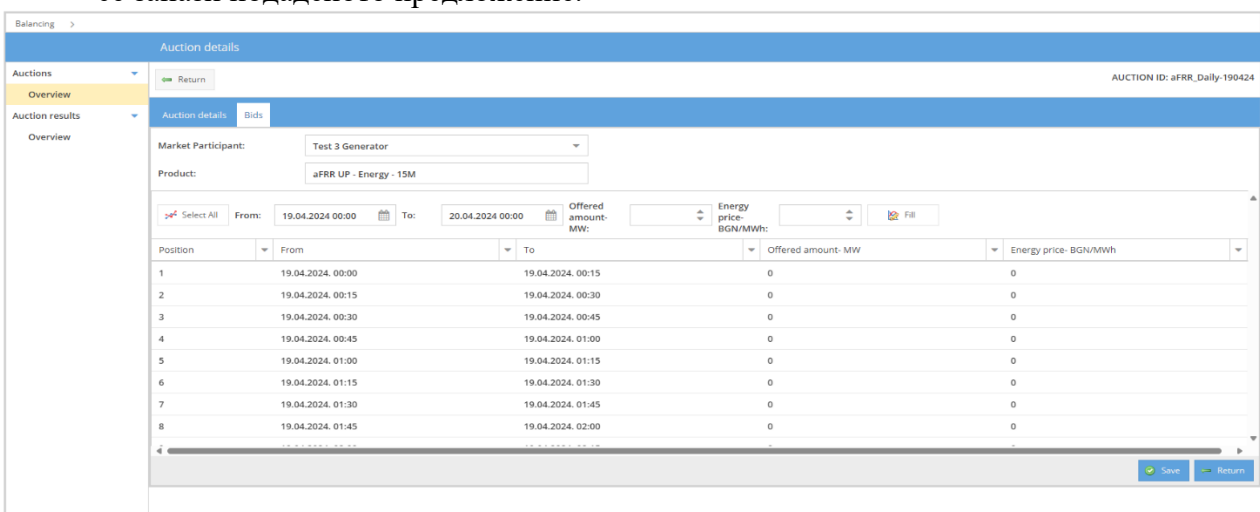 Balancing >
Auction details
Auctions
Overview
Auction results
Overview
Return
AUCTION ID: aFRR_Daily-190424
Auction details Bids
Market Participant: Test 3 Generator
Product: aFRR UP - Energy - 15M
Select All From: 19.04.2024 00:00 To: 20.04.2024 00:00 Offered amount- MW: Energy price- BGN/MWh: Fill
Position From To Offered amount- MW Energy price- BGN/MWh
1 19.04.2024. 00:00 19.04.2024. 00:15 0 0
2 19.04.2024. 00:15 19.04.2024. 00:30 0 0
3 19.04.2024. 00:30 19.04.2024. 00:45 0 0
4 19.04.2024. 00:45 19.04.2024. 01:00 0 0
5 19.04.2024. 01:00 19.04.2024. 01:15 0 0
6 19.04.2024. 01:15 19.04.2024. 01:30 0 0
7 19.04.2024. 01:30 19.04.2024. 01:45 0 0
8 19.04.2024. 01:45 19.04.2024. 02:00 0 0
Save Return